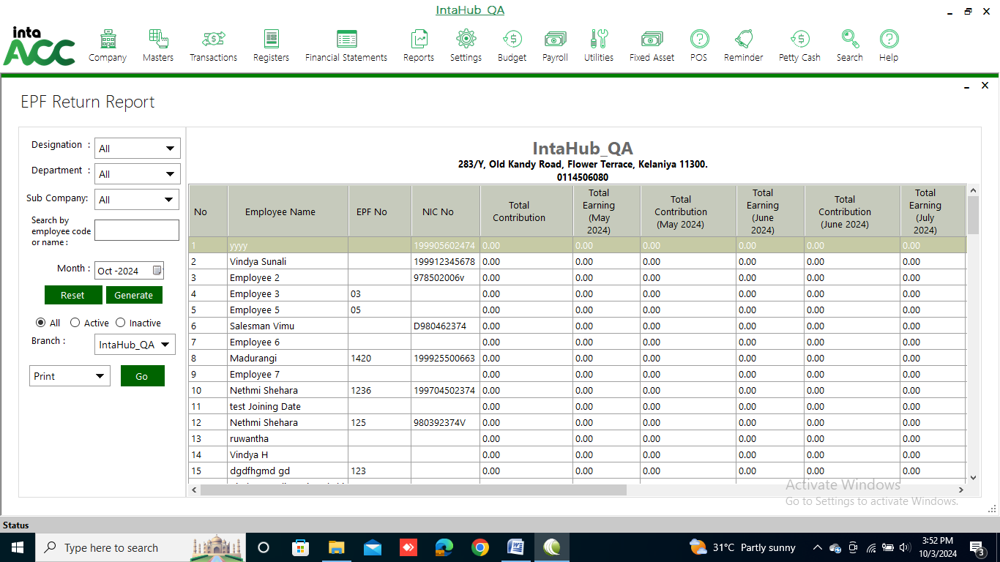 IntaHub_QA
inta
ACC
Company Masters Transactions Registers Financial Statements Reports Settings Budget Payroll Utilities Fixed Asset POS Reminder Petty Cash Search Help
EPF Return Report
Designation : All
Department : All
Sub Company: All
Search by
employee code
or name :
Month : Oct -2024
Reset Generate
All Active Inactive
Branch : IntaHub_QA
Print Go
IntaHub_QA
283/Y, Old Kandy Road, Flower Terrace, Kelaniya 11300.
0114506080
No Employee Name EPF No NIC No Total Contribution Total Earning (May 2024) Total Contribution (May 2024) Total Earning (June 2024) Total Contribution (June 2024) Total Earning (July 2024)
1 yyyy 199905602474 0.00 0.00 0.00 0.00 0.00 0.00
2 Vindya Sunali 199912345678 0.00 0.00 0.00 0.00 0.00 0.00
3 Employee 2 978502006v 0.00 0.00 0.00 0.00 0.00 0.00
4 Employee 3 03 0.00 0.00 0.00 0.00 0.00 0.00
5 Employee 5 05 0.00 0.00 0.00 0.00 0.00 0.00
6 Salesman Vimu D980462374 0.00 0.00 0.00 0.00 0.00 0.00
7 Employee 6 0.00 0.00 0.00 0.00 0.00 0.00
8 Madurangi 1420 199925500663 0.00 0.00 0.00 0.00 0.00 0.00
9 Employee 7 0.00 0.00 0.00 0.00 0.00 0.00
10 Nethmi Shehara 1236 199704502374 0.00 0.00 0.00 0.00 0.00 0.00
11 test Joining Date 0.00 0.00 0.00 0.00 0.00 0.00
12 Nethmi Shehara 125 980392374V 0.00 0.00 0.00 0.00 0.00 0.00
13 ruwantha 0.00 0.00 0.00 0.00 0.00 0.00
14 Vindya H 0.00 0.00 0.00 0.00 0.00 0.00
15 dgdfhgmd gd 123 0.00 0.00 0.00 0.00 0.00 0.00
Activate Windows
Go to Settings to activate Windows.
Status
Type here to search
31°C Partly sunny
3:52 PM
10/3/2024
3